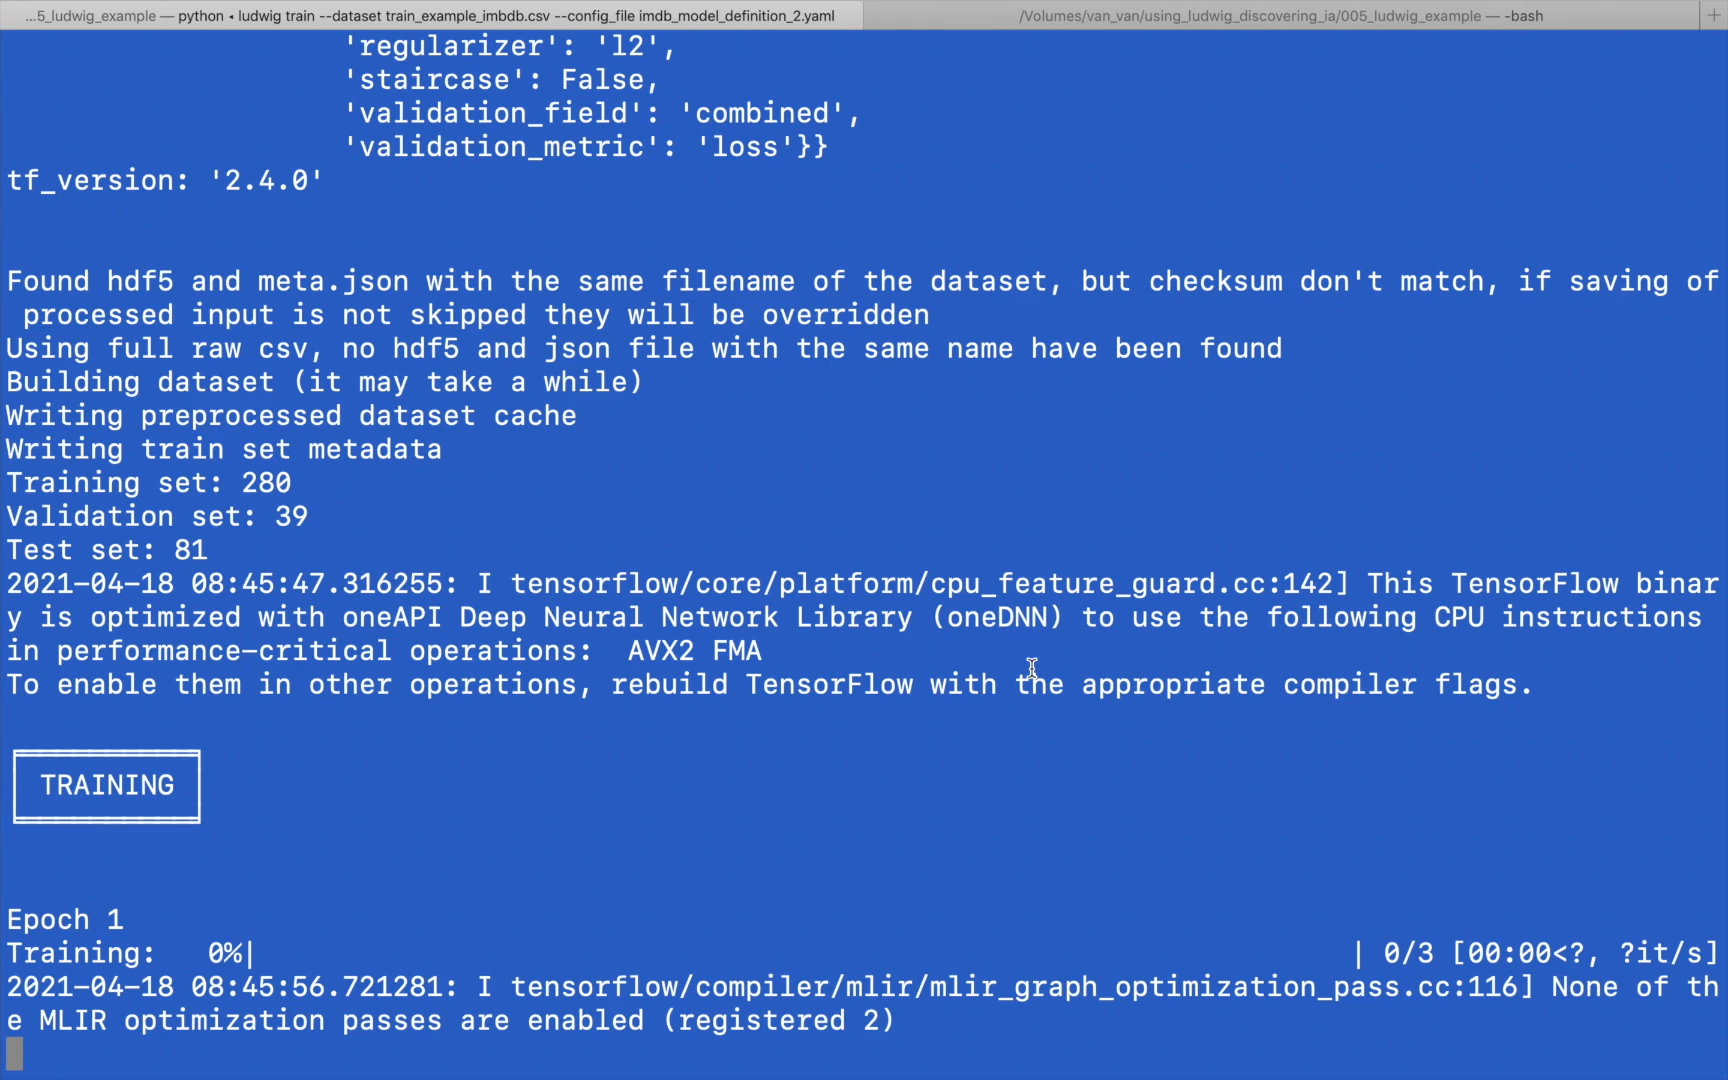 ...5_ludwig_example — python ◂ ludwig train --dataset train_example_imbdb.csv --config_file imdb_model_definition_2.yaml
/Volumes/van_van/using_ludwig_discovering_ia/005_ludwig_example — -bash
'regularizer': 'l2',
'staircase': False,
'validation_field': 'combined',
'validation_metric': 'loss'}}
tf_version: '2.4.0'
Found hdf5 and meta.json with the same filename of the dataset, but checksum don't match, if saving of
processed input is not skipped they will be overridden
Using full raw csv, no hdf5 and json file with the same name have been found
Building dataset (it may take a while)
Writing preprocessed dataset cache
Writing train set metadata
Training set: 280
Validation set: 39
Test set: 81
2021-04-18 08:45:47.316255: I tensorflow/core/platform/cpu_feature_guard.cc:142] This TensorFlow binar
y is optimized with oneAPI Deep Neural Network Library (oneDNN) to use the following CPU instructions
in performance-critical operations:  AVX2 FMA
To enable them in other operations, rebuild TensorFlow with the appropriate compiler flags.
TRAINING
Epoch 1
Training:   0%| | 0/3 [00:00<?, ?it/s]
2021-04-18 08:45:56.721281: I tensorflow/compiler/mlir/mlir_graph_optimization_pass.cc:116] None of th
e MLIR optimization passes are enabled (registered 2)